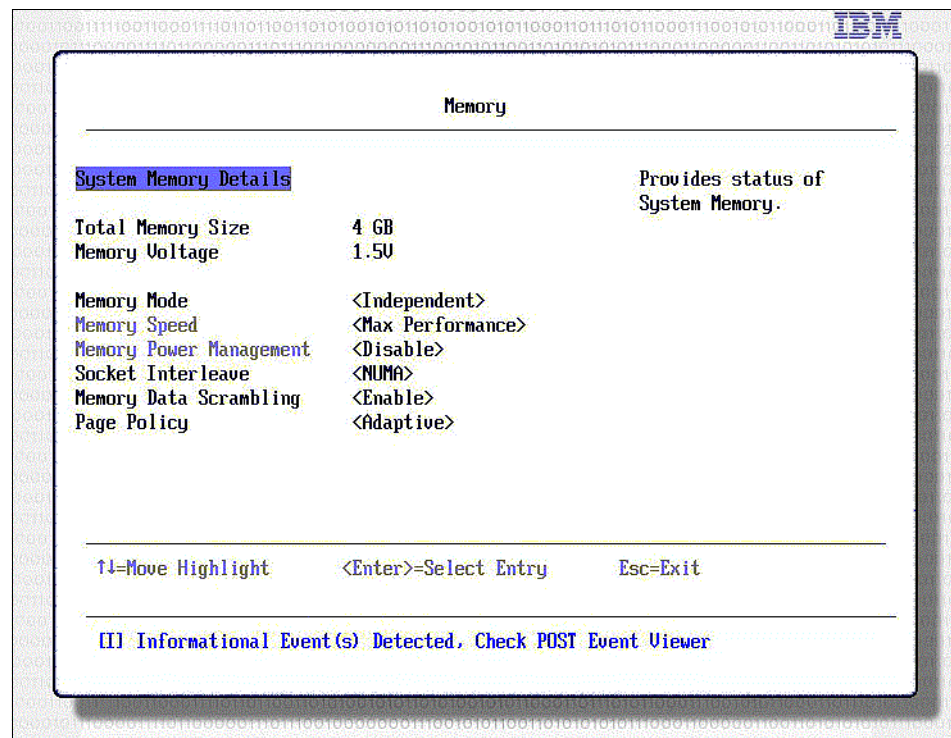 IBM
Memory
System Memory Details
Provides status of
System Memory.
Total Memory Size 4 GB
Memory Voltage 1.5V
Memory Mode <Independent>
Memory Speed <Max Performance>
Memory Power Management <Disable>
Socket Interleave <NUMA>
Memory Data Scrambling <Enable>
Page Policy <Adaptive>
↑↓=Move Highlight <Enter>=Select Entry Esc=Exit
[I] Informational Event(s) Detected, Check POST Event Viewer